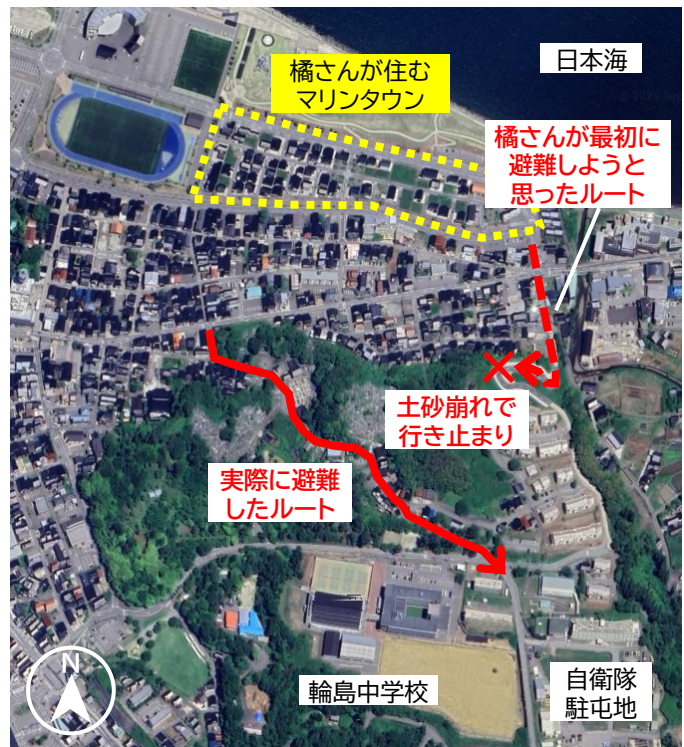 橘さんが住む
マリンタウン
日本海
橘さんが最初に
避難しようと
思ったルート
土砂崩れで
行き止まり
実際に避難
したルート
輪島中学校
自衛隊
駐屯地
N